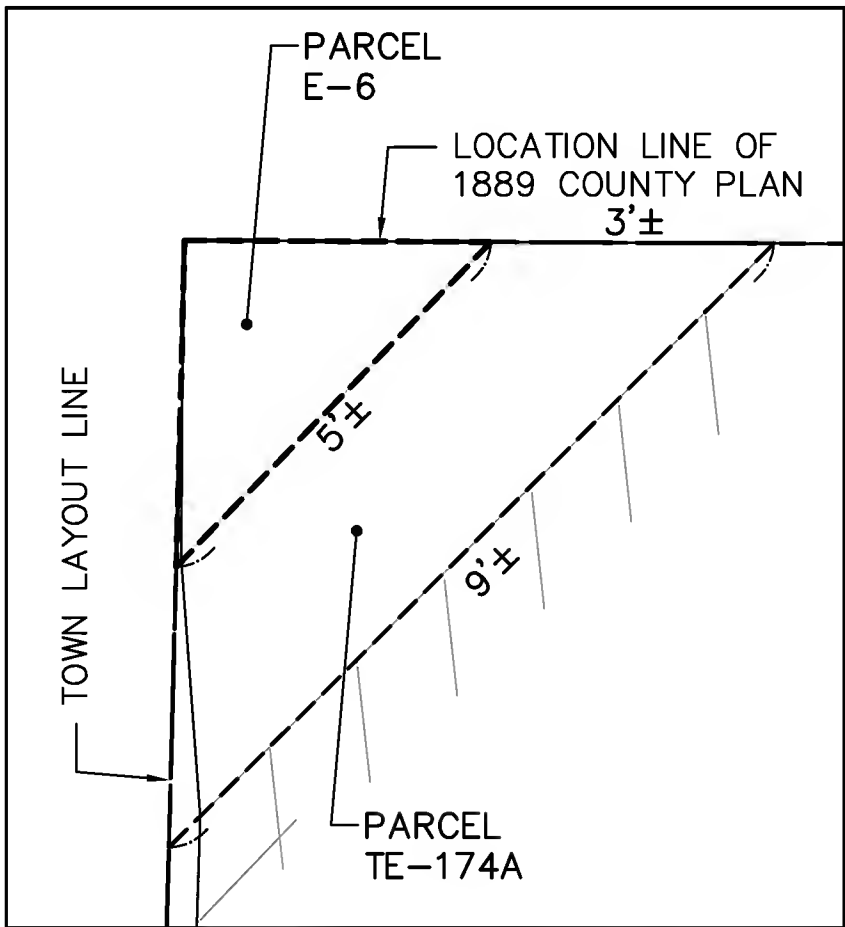 PARCEL
E-6
LOCATION LINE OF
1889 COUNTY PLAN
3'±
5'±
TOWN LAYOUT LINE
9'±
PARCEL
TE-174A